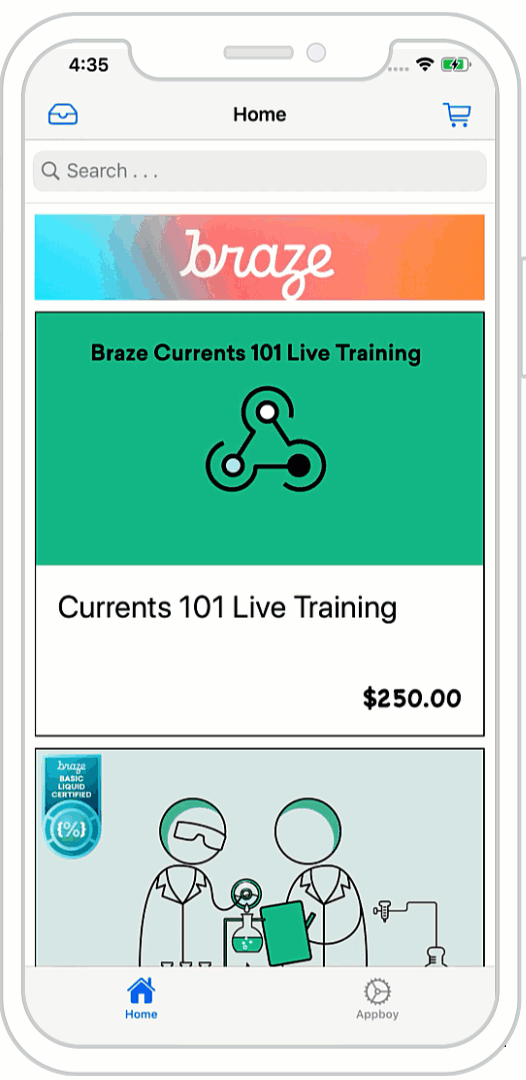 4:35
Home
Search . . .
braze
Braze Currents 101 Live Training
Currents 101 Live Training
$250.00
braze
BASIC
LIQUID
CERTIFIED
{%}
Home
Appboy